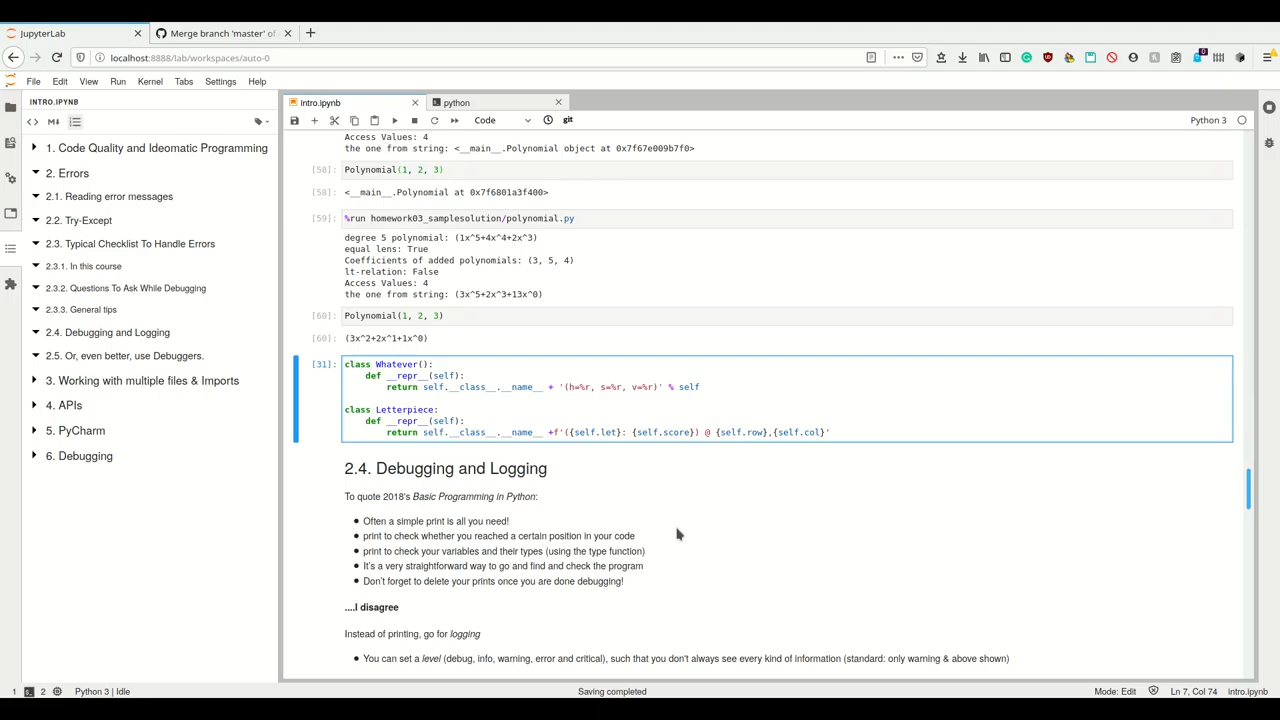 JupyterLab
Merge branch 'master' of
localhost:8888/lab/workspaces/auto-0
File Edit View Run Kernel Tabs Settings Help
INTRO.IPYNB
1. Code Quality and Ideomatic Programming
2. Errors
2.1. Reading error messages
2.2. Try-Except
2.3. Typical Checklist To Handle Errors
2.3.1. In this course
2.3.2. Questions To Ask While Debugging
2.3.3. General tips
2.4. Debugging and Logging
2.5. Or, even better, use Debuggers.
3. Working with multiple files & Imports
4. APIs
5. PyCharm
6. Debugging
intro.ipynb
python
Code
git
Python 3
Access Values: 4
the one from string: <__main__.Polynomial object at 0x7f67e009b7f0>
[58]: Polynomial(1, 2, 3)
[58]: <__main__.Polynomial at 0x7f6801a3f400>
[59]: %run homework03_samplesolution/polynomial.py
degree 5 polynomial: (1x^5+4x^4+2x^3)
equal lens: True
Coefficients of added polynomials: (3, 5, 4)
lt-relation: False
Access Values: 4
the one from string: (3x^5+2x^3+13x^0)
[60]: Polynomial(1, 2, 3)
[60]: (3x^2+2x^1+1x^0)
[31]: class Whatever():
def __repr__(self):
return self.__class__.__name__ + '(h=%r, s=%r, v=%r)' % self
class Letterpiece:
def __repr__(self):
return self.__class__.__name__ +f'({self.let}: {self.score}) @ {self.row},{self.col}'
2.4. Debugging and Logging
To quote 2018's Basic Programming in Python:
Often a simple print is all you need!
print to check whether you reached a certain position in your code
print to check your variables and their types (using the type function)
It's a very straightforward way to go and find and check the program
Don't forget to delete your prints once you are done debugging!
....I disagree
Instead of printing, go for logging
You can set a level (debug, info, warning, error and critical), such that you don't always see every kind of information (standard: only warning & above shown)
1 2 Python 3 | Idle
Saving completed
Mode: Edit
Ln 7, Col 74
intro.ipynb